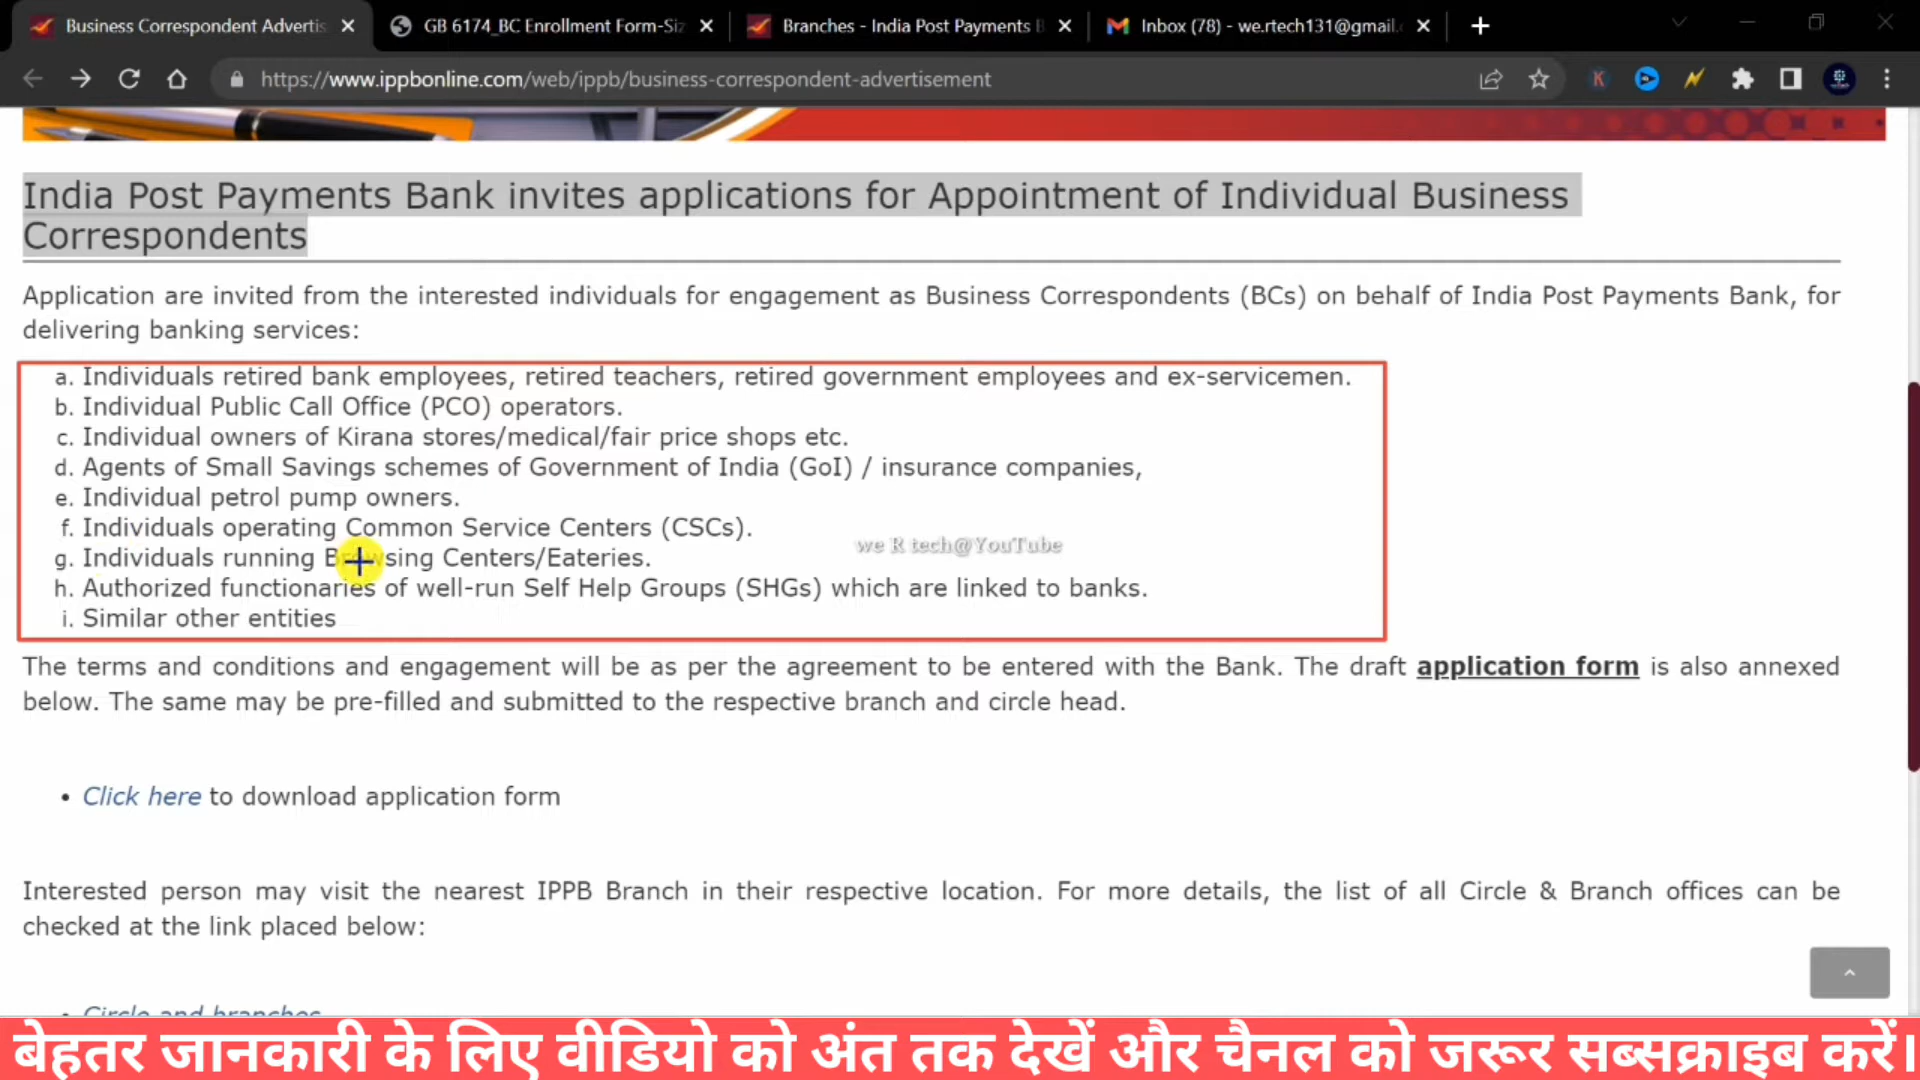 Business Correspondent Advertis
GB 6174_BC Enrollment Form-Siz
Branches - India Post Payments B
Inbox (78) - we.rtech131@gmail.
https://www.ippbonline.com/web/ippb/business-correspondent-advertisement
India Post Payments Bank invites applications for Appointment of Individual Business
Correspondents
Application are invited from the interested individuals for engagement as Business Correspondents (BCs) on behalf of India Post Payments Bank, for
delivering banking services:
a. Individuals retired bank employees, retired teachers, retired government employees and ex-servicemen.
b. Individual Public Call Office (PCO) operators.
c. Individual owners of Kirana stores/medical/fair price shops etc.
d. Agents of Small Savings schemes of Government of India (GoI) / insurance companies,
e. Individual petrol pump owners.
f. Individuals operating Common Service Centers (CSCs).
we R tech@YouTube
g. Individuals running Browsing Centers/Eateries.
h. Authorized functionaries of well-run Self Help Groups (SHGs) which are linked to banks.
i. Similar other entities
The terms and conditions and engagement will be as per the agreement to be entered with the Bank. The draft application form is also annexed
below. The same may be pre-filled and submitted to the respective branch and circle head.
• Click here to download application form
Interested person may visit the nearest IPPB Branch in their respective location. For more details, the list of all Circle & Branch offices can be
checked at the link placed below:
• Circle and branches
बेहतर जानकारी के लिए वीडियो को अंत तक देखें और चैनल को जरूर सब्सक्राइब करें।